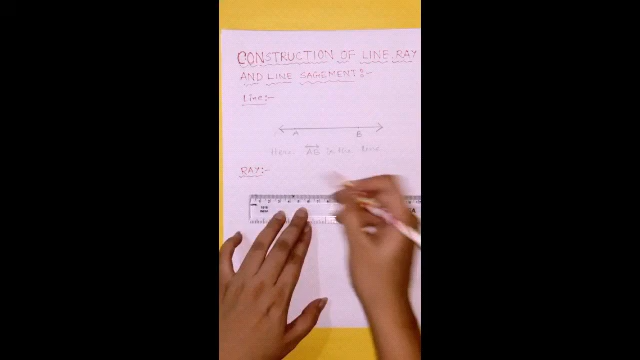 CONSTRUCTION OF LINE, RAY
AND LINE SAGEMENT:-
Line:-
A B
Here AB is the line
RAY:-